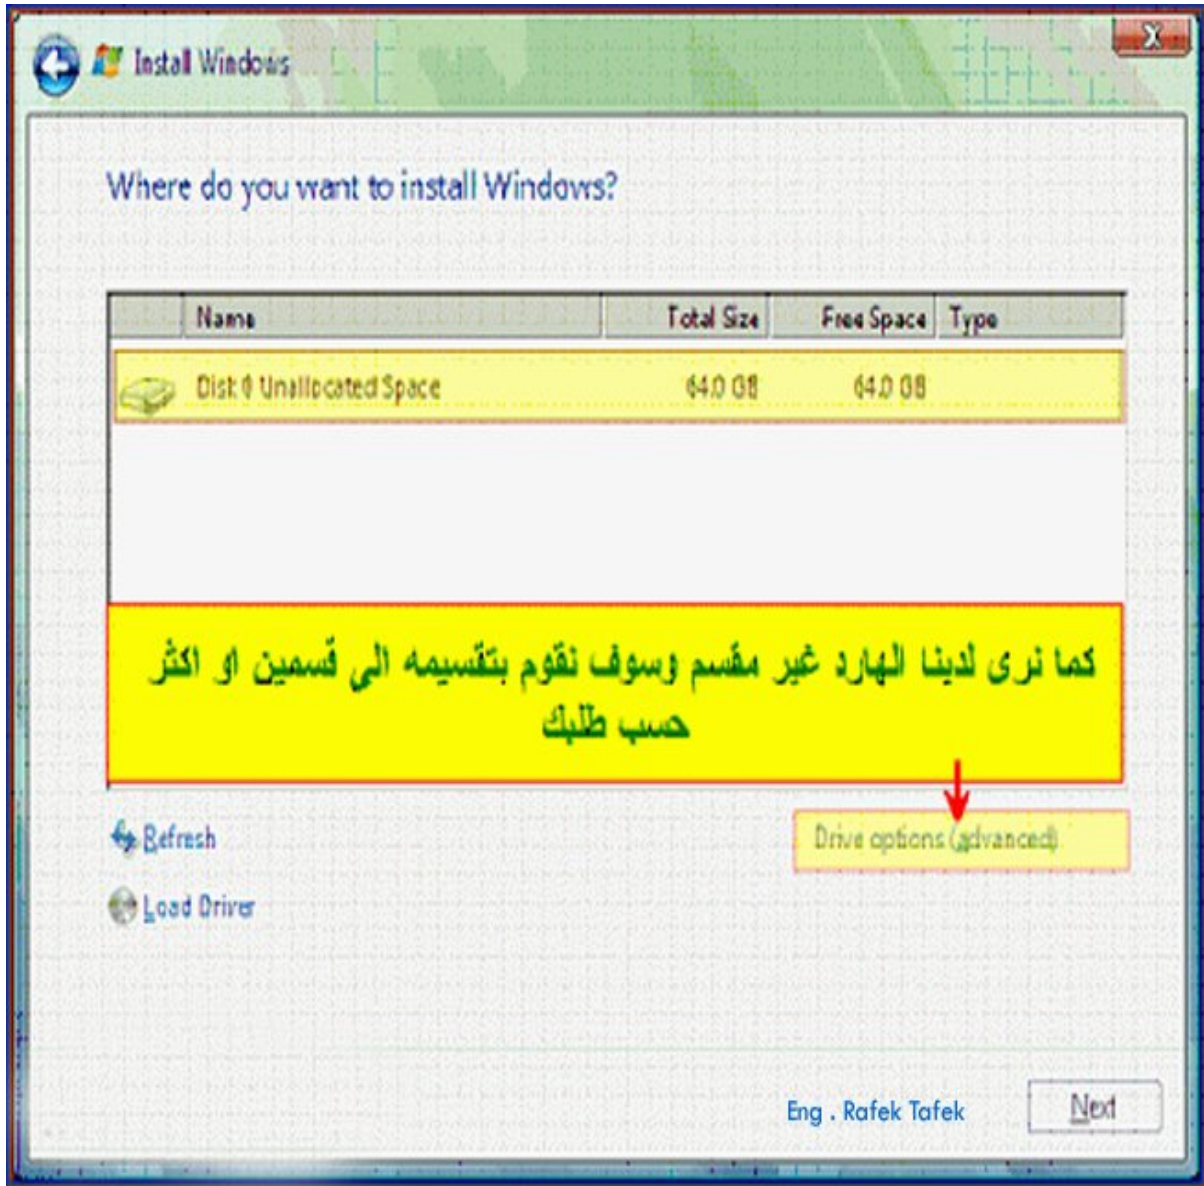 Install Windows
Where do you want to install Windows?
Name Total Size Free Space Type
Disk 0 Unallocated Space 64.0 GB 64.0 GB
كما نرى لدينا الهارد غير مقسم وسوف نقوم بتقسيمه الي قسمين او اكثر
حسب طلبك
Refresh
Drive options (advanced)
Load Driver
Eng . Rafek Tafek
Next